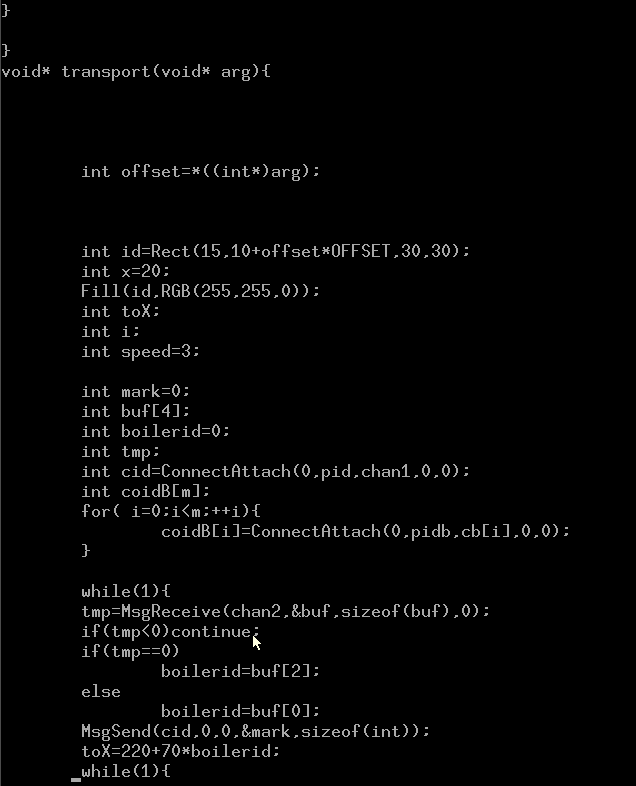 }
}
void* transport(void* arg){
int offset=*((int*)arg);
int id=Rect(15,10+offset*OFFSET,30,30);
int x=20;
Fill(id,RGB(255,255,0));
int toX;
int i;
int speed=3;
int mark=0;
int buf[4];
int boilerid=0;
int tmp;
int cid=ConnectAttach(0,pid,chan1,0,0);
int coidB[m];
for( i=0;i<m;++i){
coidB[i]=ConnectAttach(0,pidb,cb[i],0,0);
}
while(1){
tmp=MsgReceive(chan2,&buf,sizeof(buf),0);
if(tmp<0)continue;
if(tmp==0)
boilerid=buf[2];
else
boilerid=buf[0];
MsgSend(cid,0,0,&mark,sizeof(int));
toX=220+70*boilerid;
while(1){